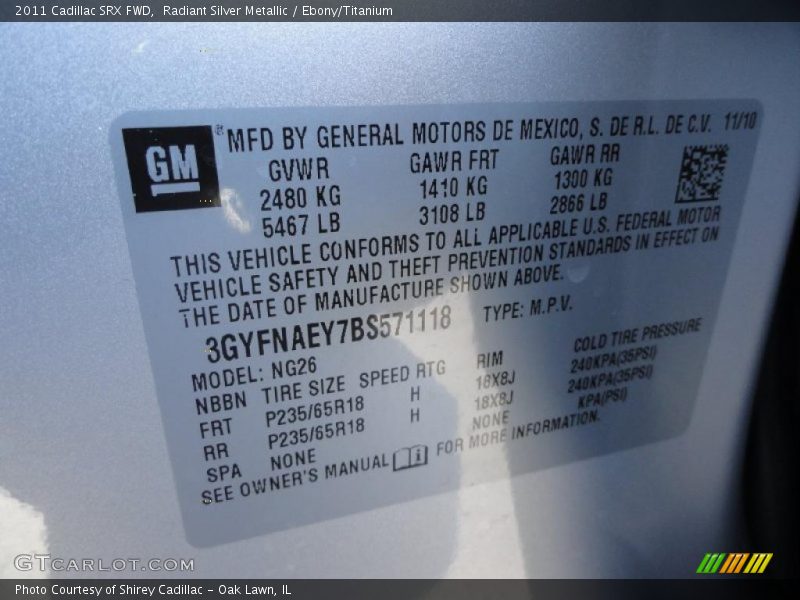 2011 Cadillac SRX FWD,  Radiant Silver Metallic / Ebony/Titanium
GM
® MFD BY GENERAL MOTORS DE MEXICO, S. DE R.L. DE C.V. 11/10
GVWR GAWR FRT GAWR RR
2480 KG 1410 KG 1300 KG
5467 LB 3108 LB 2866 LB
THIS VEHICLE CONFORMS TO ALL APPLICABLE U.S. FEDERAL MOTOR
VEHICLE SAFETY AND THEFT PREVENTION STANDARDS IN EFFECT ON
THE DATE OF MANUFACTURE SHOWN ABOVE.
3GYFNAEY7BS571118 TYPE: M.P.V.
MODEL: NG26
NBBN TIRE SIZE SPEED RTG RIM COLD TIRE PRESSURE
FRT P235/65R18 H 18X8J 240KPA(35PSI)
RR P235/65R18 H 18X8J 240KPA(35PSI)
SPA NONE NONE KPA(PSI)
SEE OWNER'S MANUAL FOR MORE INFORMATION.
GTCARLOT.COM
Photo Courtesy of Shirey Cadillac – Oak Lawn, IL